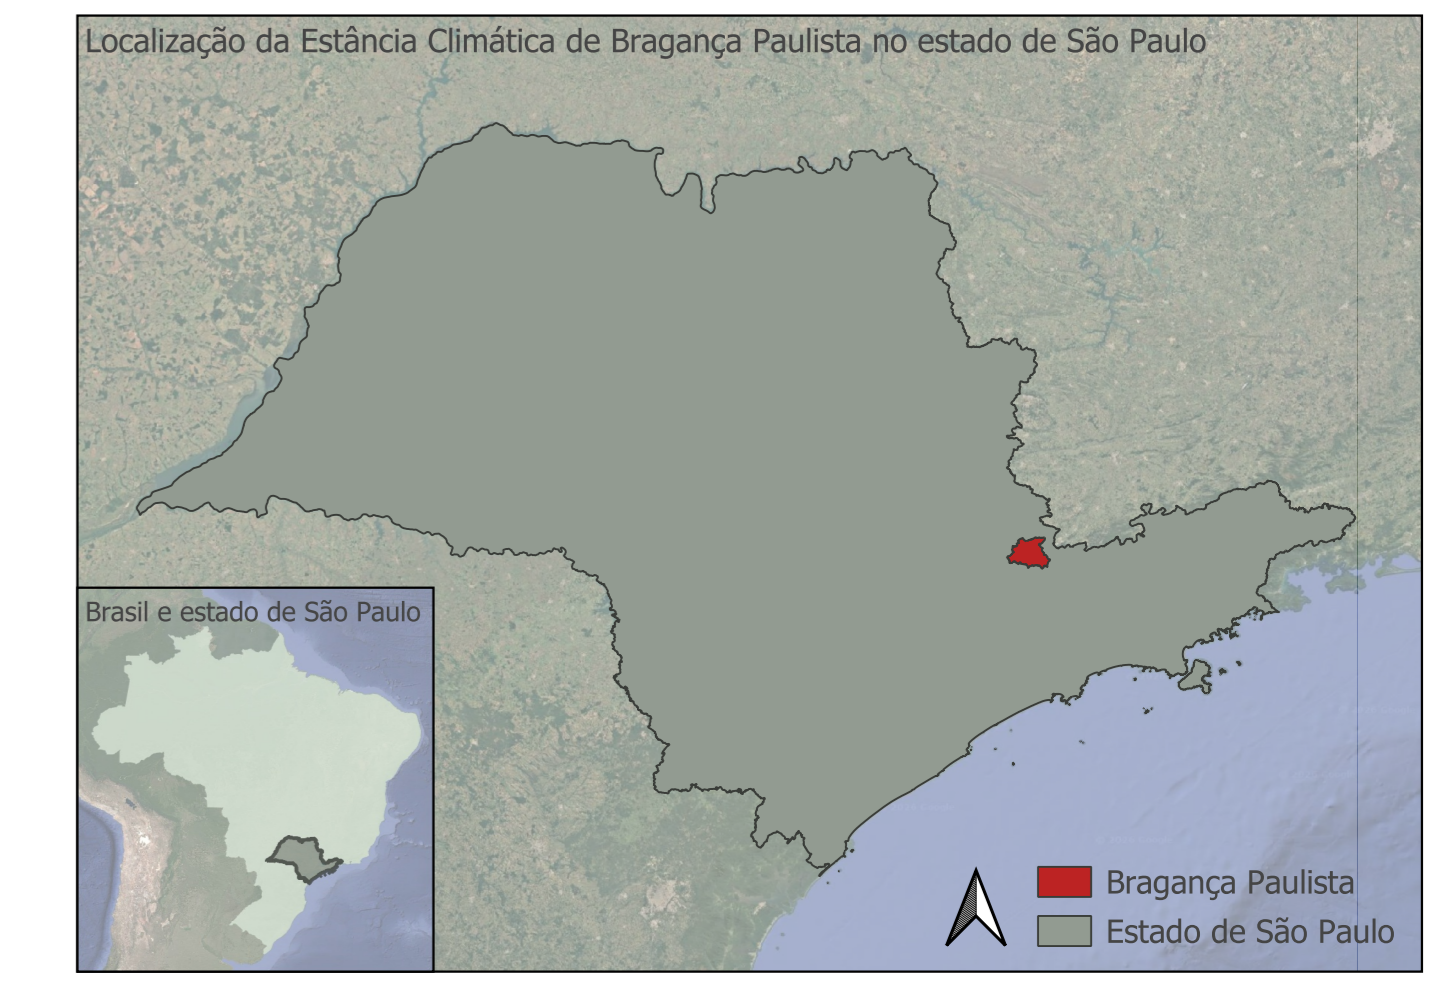 Localização da Estância Climática de Bragança Paulista no estado de São Paulo
Brasil e estado de São Paulo
Bragança Paulista
Estado de São Paulo